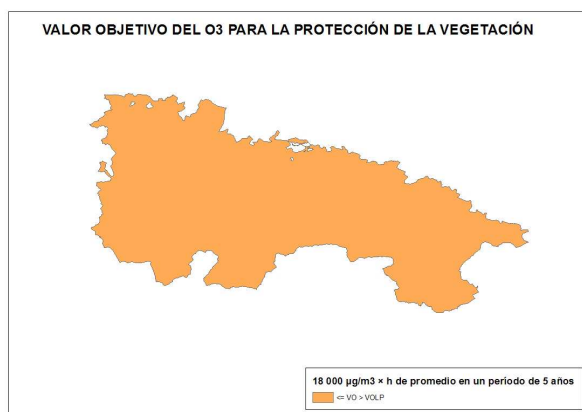 VALOR OBJETIVO DEL O3 PARA LA PROTECCIÓN DE LA VEGETACIÓN
18 000 µg/m3 × h de promedio en un período de 5 años
<= VO > VOLP